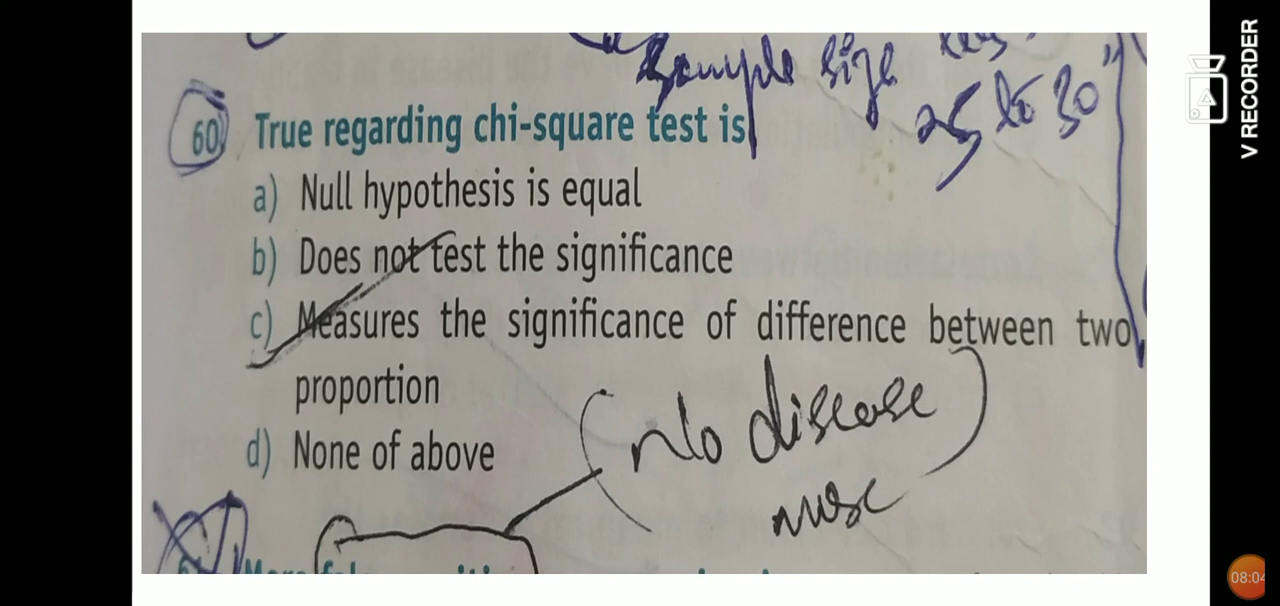 Sample size less
25 to 30"
60) True regarding chi-square test is
a) Null hypothesis is equal
b) Does not test the significance
c) Measures the significance of difference between two
proportion
d) None of above
(No disease)
V RECORDER
08:04